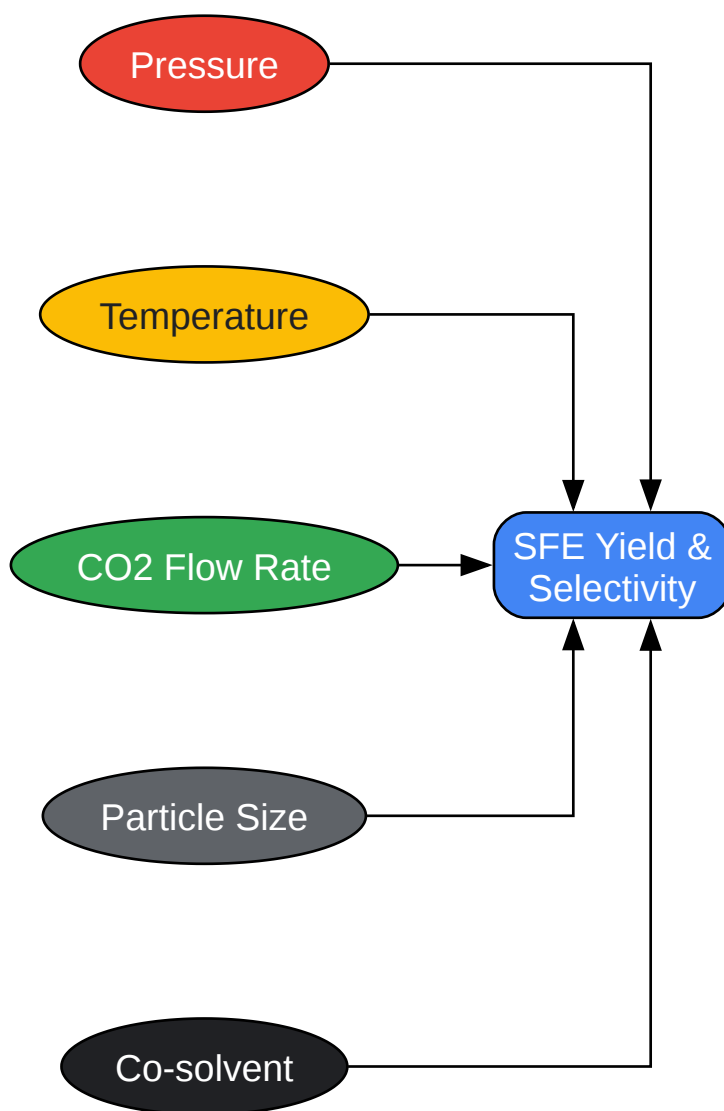 Pressure
Temperature
CO2 Flow Rate
SFE Yield &
Selectivity
Particle Size
Co-solvent